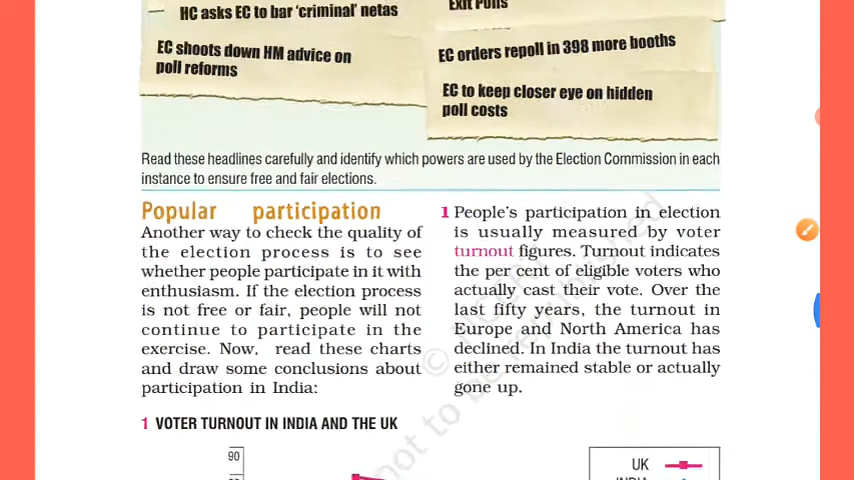 HC asks EC to bar 'criminal' netas
EC shoots down HM advice on
poll reforms
Exit Polls
EC orders repoll in 398 more booths
EC to keep closer eye on hidden
poll costs
Read these headlines carefully and identify which powers are used by the Election Commission in each
instance to ensure free and fair elections.
Popular participation
Another way to check the quality of
the election process is to see
whether people participate in it with
enthusiasm. If the election process
is not free or fair, people will not
continue to participate in the
exercise. Now, read these charts
and draw some conclusions about
participation in India:
1 People's participation in election
is usually measured by voter
turnout figures. Turnout indicates
the per cent of eligible voters who
actually cast their vote. Over the
last fifty years, the turnout in
Europe and North America has
declined. In India the turnout has
either remained stable or actually
gone up.
1 VOTER TURNOUT IN INDIA AND THE UK
90
UK